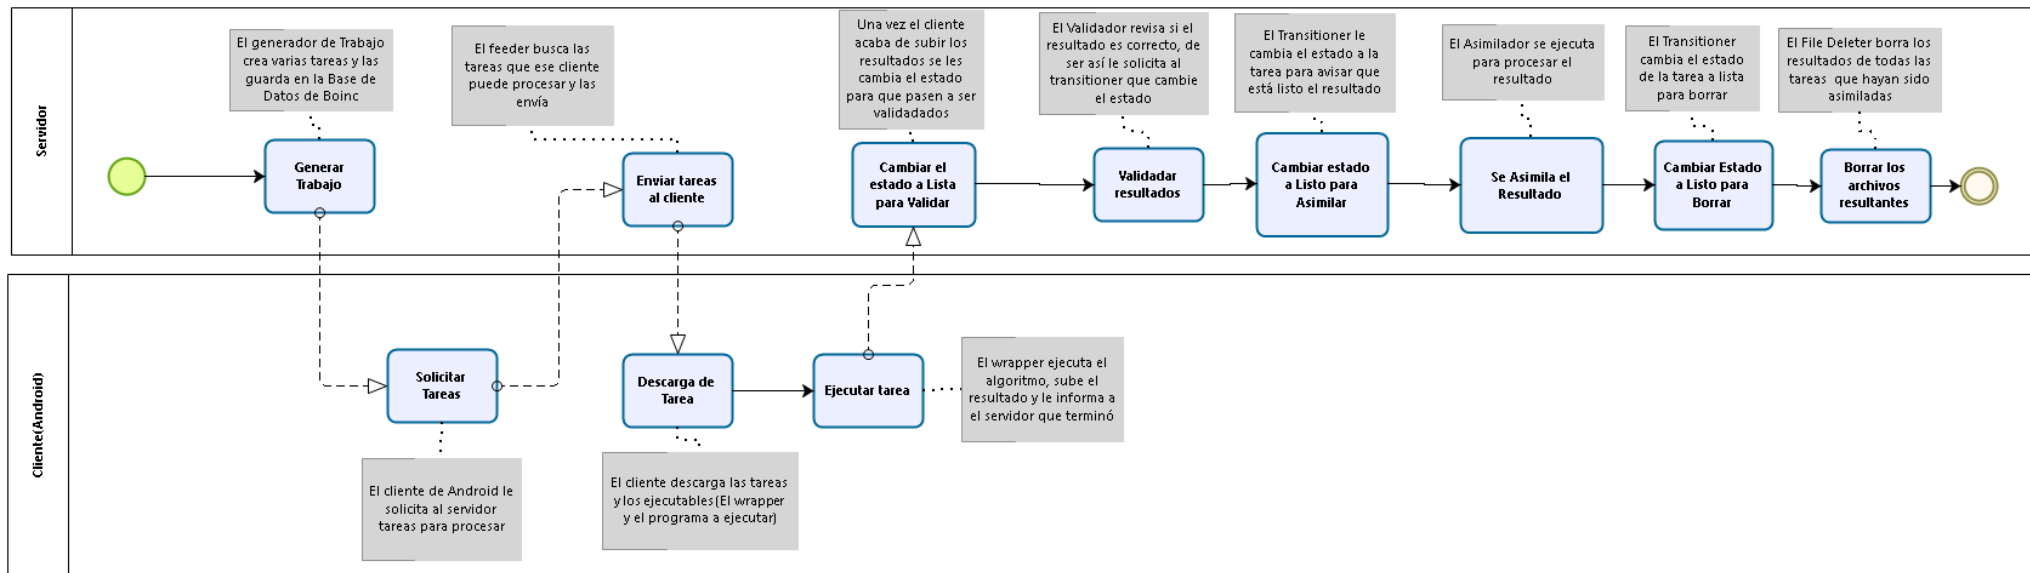 Servidor
El generador de Trabajo
crea varias tareas y las
guarda en la Base de
Datos de Boinc
Generar
Trabajo
El feeder busca las
tareas que ese cliente
puede procesar y las
envía
Enviar tareas
al cliente
Una vez el cliente
acaba de subir los
resultados se les
cambia el estado
para que pasen a ser
validadados
Cambiar el
estado a Lista
para Validar
El Validador revisa si el
resultado es correcto, de
ser así le solicita al
transitioner que cambie
el estado
Validadar
resultados
El Transitioner le
cambia el estado a la
tarea para avisar que
está listo el resultado
Cambiar estado
a Listo para
Asimilar
El Asimilador se ejecuta
para procesar el
resultado
Se Asimila el
Resultado
El Transitioner
cambia el estado
de la tarea a lista
para borrar
Cambiar Estado
a Listo para
Borrar
El File Deleter borra los
resultados de todas las
tareas que hayan sido
asimiladas
Borrar los
archivos
resultantes
Cliente(Android)
Solicitar
Tareas
El cliente de Android le
solicita al servidor
tareas para procesar
Descarga de
Tarea
El cliente descarga las tareas
y los ejecutables(El wrapper
y el programa a ejecutar)
Ejecutar tarea
El wrapper ejecuta el
algoritmo, sube el
resultado y le informa a
el servidor que terminó